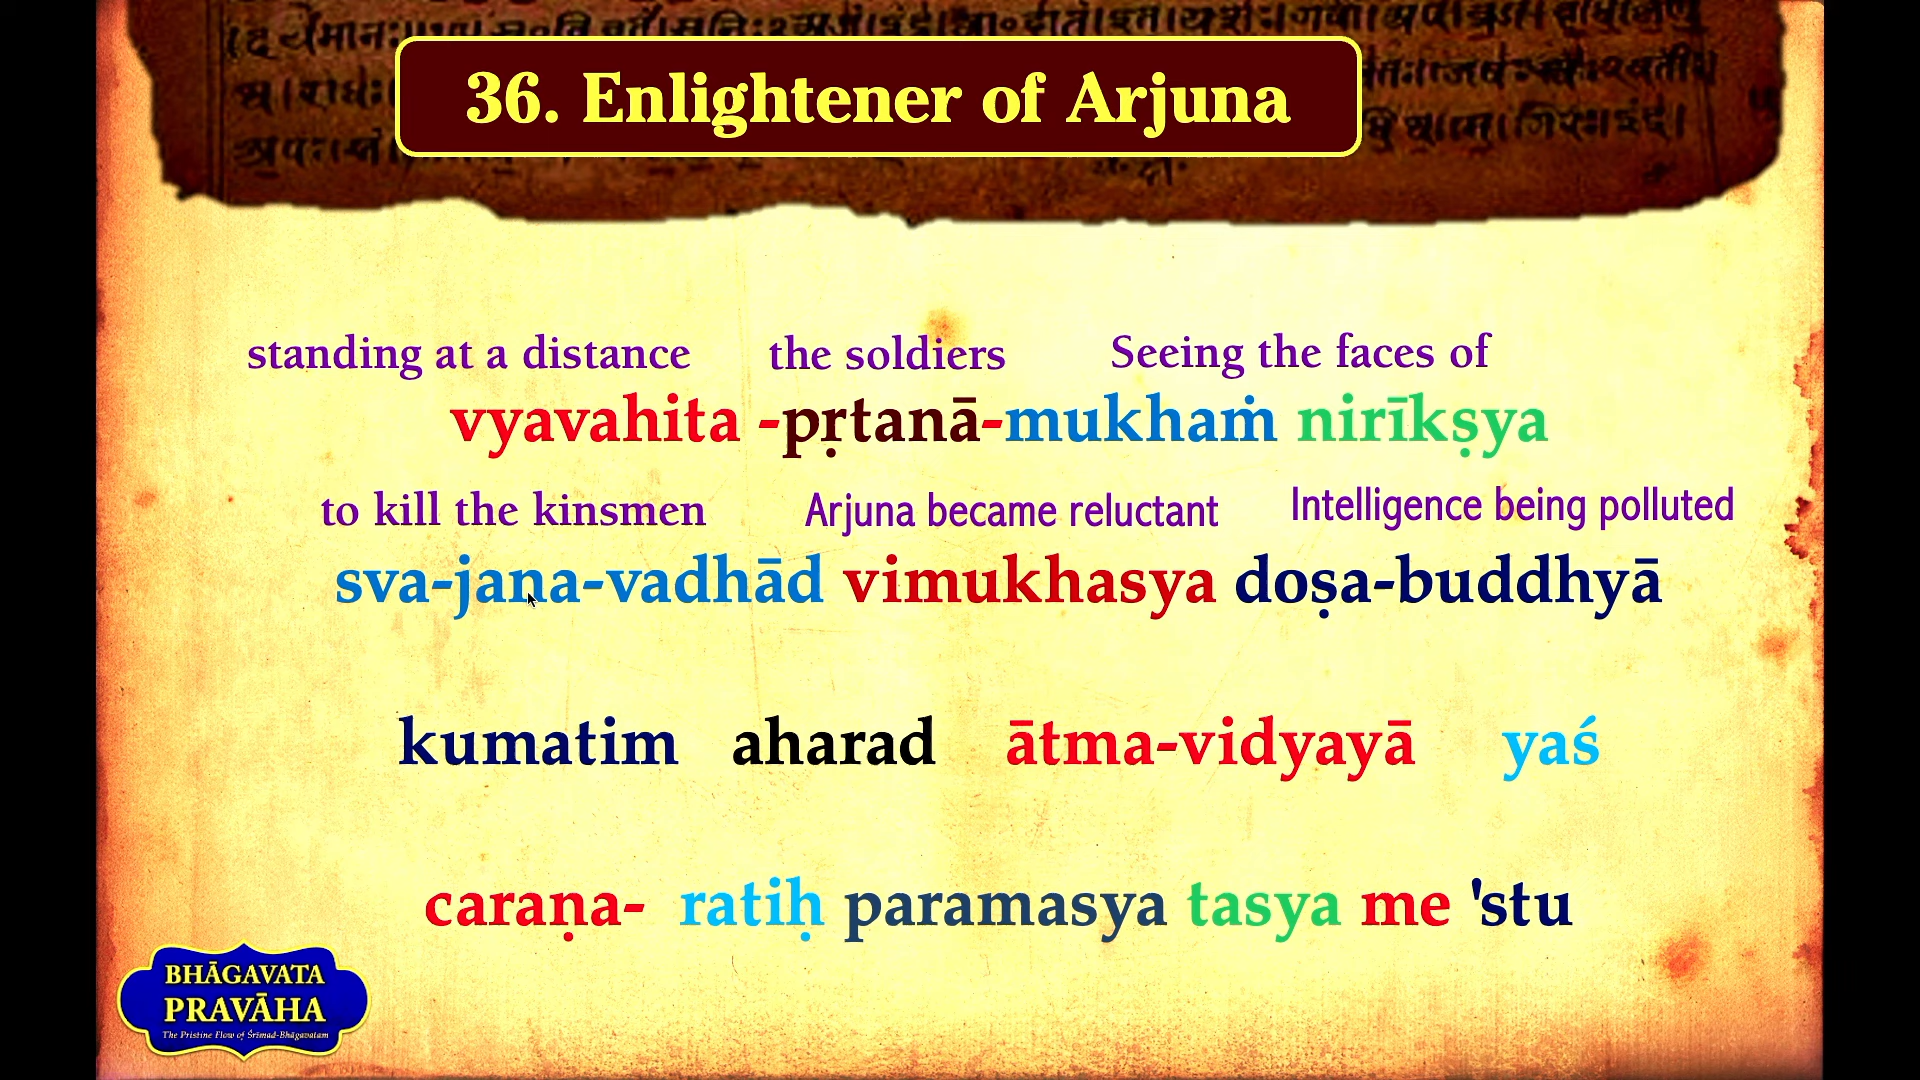 36. Enlightener of Arjuna
standing at a distance the soldiers Seeing the faces of
vyavahita -pṛtanā-mukhaṁ nirīkṣya
to kill the kinsmen Arjuna became reluctant Intelligence being polluted
sva-jana-vadhād vimukhasya doṣa-buddhyā
kumatim aharad ātma-vidyayā yaś
caraṇa- ratiḥ paramasya tasya me 'stu
BHĀGAVATA
PRAVĀHA
The Pristine Flow of Śrīmad-Bhāgavatam